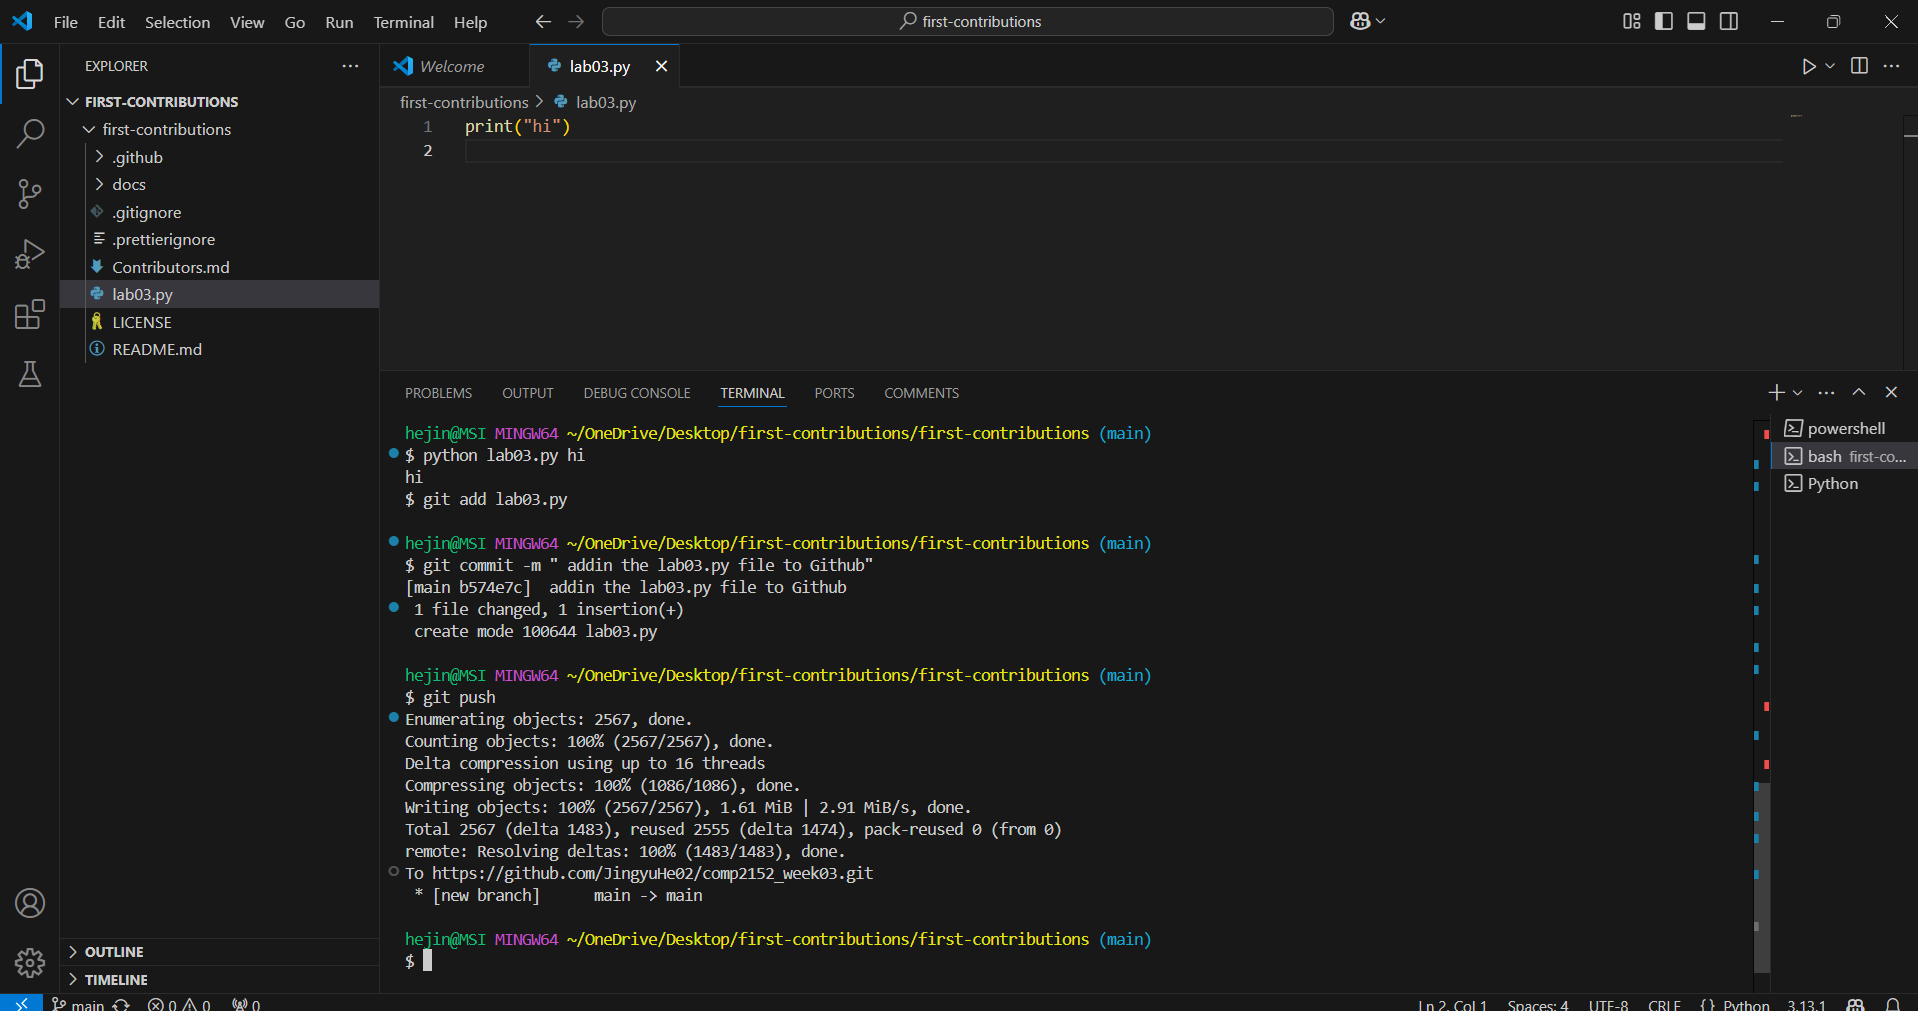 File Edit Selection View Go Run Terminal Help
first-contributions
EXPLORER
FIRST-CONTRIBUTIONS
first-contributions
.github
docs
.gitignore
.prettierignore
Contributors.md
lab03.py
LICENSE
README.md
OUTLINE
TIMELINE
Welcome
lab03.py
first-contributions > lab03.py
1 print("hi")
2
PROBLEMS OUTPUT DEBUG CONSOLE TERMINAL PORTS COMMENTS
hejin@MSI MINGW64 ~/OneDrive/Desktop/first-contributions/first-contributions (main)
$ python lab03.py hi
hi
$ git add lab03.py
hejin@MSI MINGW64 ~/OneDrive/Desktop/first-contributions/first-contributions (main)
$ git commit -m " addin the lab03.py file to Github"
[main b574e7c]  addin the lab03.py file to Github
 1 file changed, 1 insertion(+)
 create mode 100644 lab03.py
hejin@MSI MINGW64 ~/OneDrive/Desktop/first-contributions/first-contributions (main)
$ git push
Enumerating objects: 2567, done.
Counting objects: 100% (2567/2567), done.
Delta compression using up to 16 threads
Compressing objects: 100% (1086/1086), done.
Writing objects: 100% (2567/2567), 1.61 MiB | 2.91 MiB/s, done.
Total 2567 (delta 1483), reused 2555 (delta 1474), pack-reused 0 (from 0)
remote: Resolving deltas: 100% (1483/1483), done.
To https://github.com/JingyuHe02/comp2152_week03.git
 * [new branch]      main -> main
hejin@MSI MINGW64 ~/OneDrive/Desktop/first-contributions/first-contributions (main)
$
powershell
bash first-co...
Python
main 0 0 0
Ln 2, Col 1 Spaces: 4 UTF-8 CRLF {} Python 3.13.1